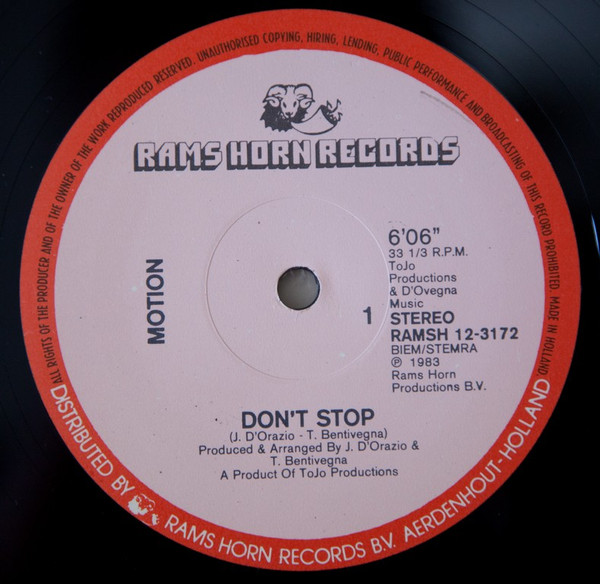 ALL RIGHTS OF THE PRODUCER AND OF THE OWNER OF THE WORK REPRODUCED RESERVED. UNAUTHORISED COPYING, HIRING, LENDING, PUBLIC PERFORMANCE AND BROADCASTING OF THIS RECORD PROHIBITED. MADE IN HOLLAND.
RAMS HORN RECORDS
MOTION
6'06"
33 1/3 R.P.M.
ToJo
Productions
& D'Ovegna
Music
1
STEREO
RAMSH 12-3172
BIEM/STEMRA
Ⓟ 1983
Rams Horn
Productions B.V.
DON'T STOP
(J. D'Orazio - T. Bentivegna)
Produced & Arranged By J. D'Orazio &
T. Bentivegna
A Product Of ToJo Productions
DISTRIBUTED BY RAMS HORN RECORDS B.V. AERDENHOUT-HOLLAND